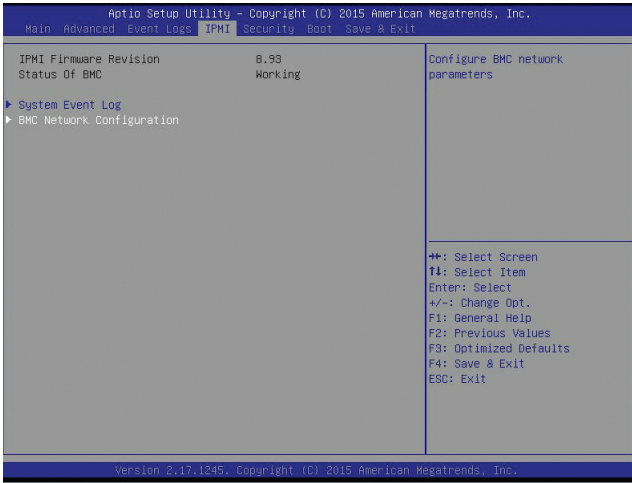 Aptio Setup Utility – Copyright (C) 2015 American Megatrends, Inc.
Main Advanced Event Logs IPMI Security Boot Save & Exit
IPMI Firmware Revision 8.93
Status Of BMC Working
System Event Log
BMC Network Configuration
Configure BMC network
parameters
→←: Select Screen
↑↓: Select Item
Enter: Select
+/-: Change Opt.
F1: General Help
F2: Previous Values
F3: Optimized Defaults
F4: Save & Exit
ESC: Exit
Version 2.17.1245. Copyright (C) 2015 American Megatrends, Inc.